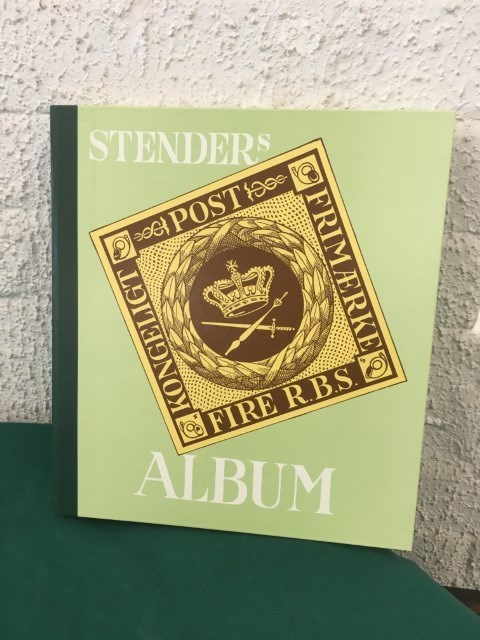 STENDERs
KONGELIGT
POST
FRIMÆRKE
FIRE R.B.S.
ALBUM